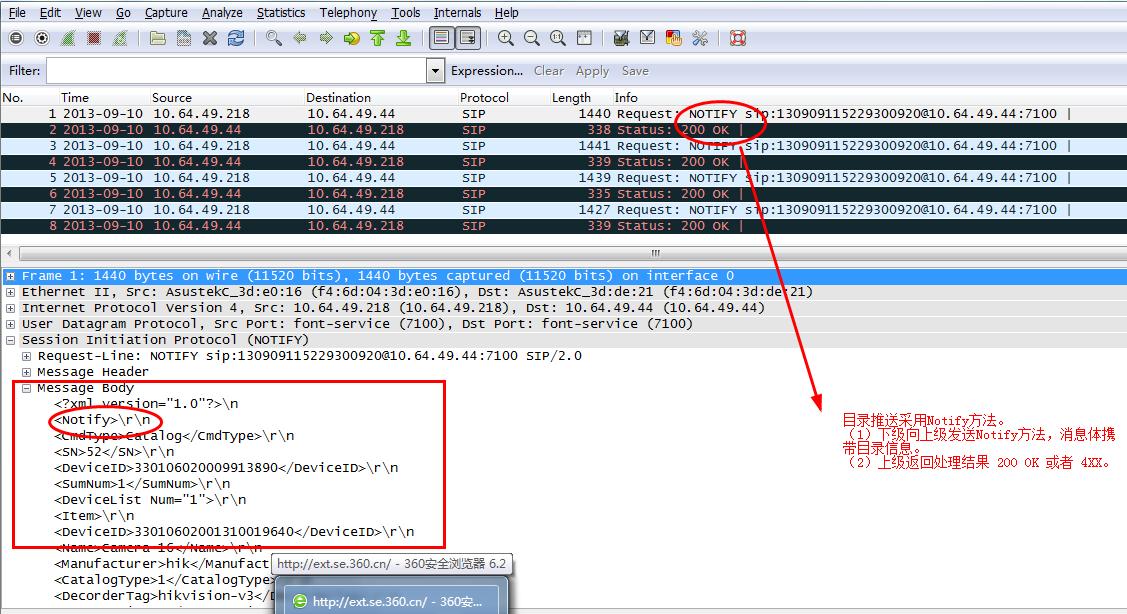 File Edit View Go Capture Analyze Statistics Telephony Tools Internals Help
Filter: Expression... Clear Apply Save
No. Time Source Destination Protocol Length Info
1 2013-09-10 10.64.49.218 10.64.49.44 SIP 1440 Request: NOTIFY sip:130909115229300920@10.64.49.44:7100 |
2 2013-09-10 10.64.49.44 10.64.49.218 SIP 338 Status: 200 OK |
3 2013-09-10 10.64.49.218 10.64.49.44 SIP 1441 Request: NOTIFY sip:130909115229300920@10.64.49.44:7100 |
4 2013-09-10 10.64.49.44 10.64.49.218 SIP 339 Status: 200 OK |
5 2013-09-10 10.64.49.218 10.64.49.44 SIP 1439 Request: NOTIFY sip:130909115229300920@10.64.49.44:7100 |
6 2013-09-10 10.64.49.44 10.64.49.218 SIP 335 Status: 200 OK |
7 2013-09-10 10.64.49.218 10.64.49.44 SIP 1427 Request: NOTIFY sip:130909115229300920@10.64.49.44:7100 |
8 2013-09-10 10.64.49.44 10.64.49.218 SIP 339 Status: 200 OK |
Frame 1: 1440 bytes on wire (11520 bits), 1440 bytes captured (11520 bits) on interface 0
Ethernet II, Src: AsustekC_3d:e0:16 (f4:6d:04:3d:e0:16), Dst: AsustekC_3d:de:21 (f4:6d:04:3d:de:21)
Internet Protocol Version 4, Src: 10.64.49.218 (10.64.49.218), Dst: 10.64.49.44 (10.64.49.44)
User Datagram Protocol, Src Port: font-service (7100), Dst Port: font-service (7100)
Session Initiation Protocol (NOTIFY)
Request-Line: NOTIFY sip:130909115229300920@10.64.49.44:7100 SIP/2.0
Message Header
Message Body
<?xml version="1.0"?>\n
<Notify>\r\n
<CmdType>Catalog</CmdType>\r\n
<SN>52</SN>\r\n
<DeviceID>330106020009913890</DeviceID>\r\n
<SumNum>1</SumNum>\r\n
<DeviceList Num="1">\r\n
<Item>\r\n
<DeviceID>33010602001310019640</DeviceID>\r\n
<Name>Camera 16</Name>\r\n
<Manufacturer>hik</Manufact
<CatalogType>1</CatalogType>
<DecorderTag>hikvision-v3</De
目录推送采用Notify方法。
（1）下级向上级发送Notify方法，消息体携
带目录信息。
（2）上级返回处理结果 200 OK 或者 4XX。
http://ext.se.360.cn/ - 360安全浏览器 6.2
http://ext.se.360.cn/ - 360安...